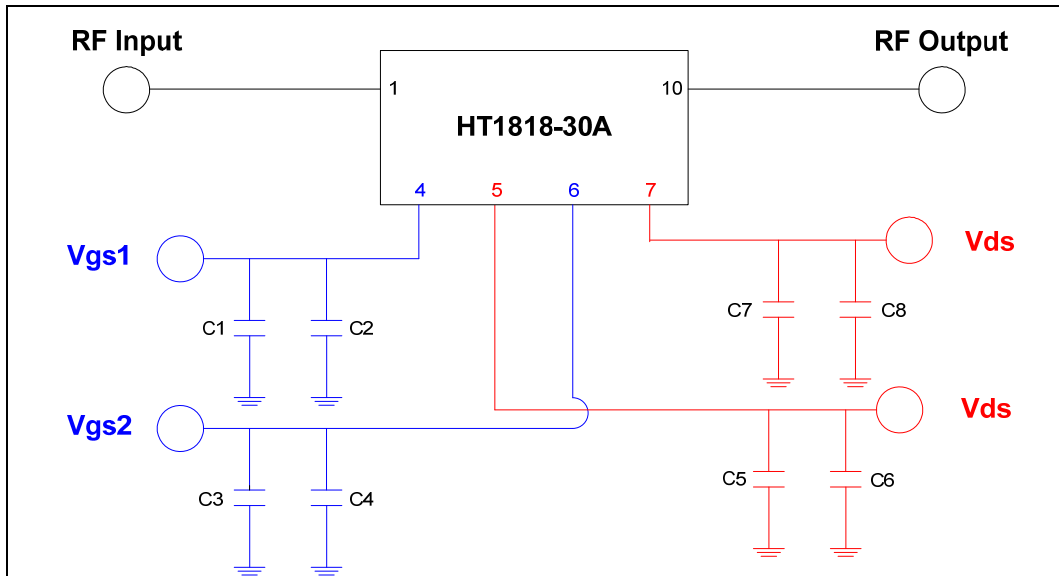 RF Input
RF Output
1
10
HT1818-30A
4
5
6
7
Vgs1
Vds
C1
C2
C7
C8
Vgs2
Vds
C3
C4
C5
C6